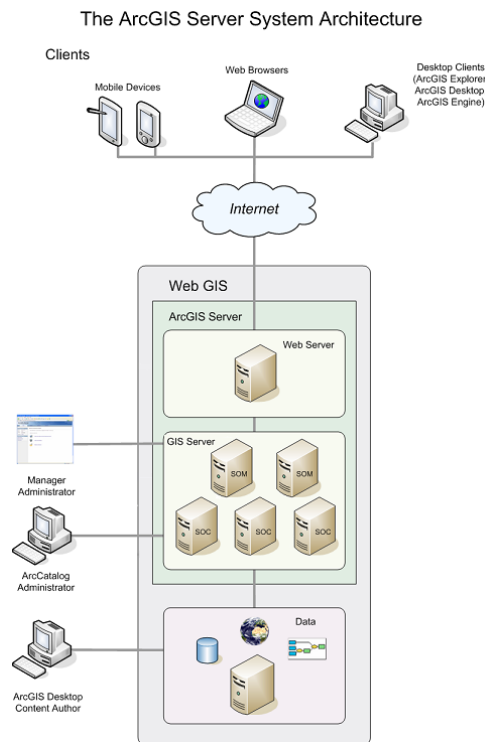 The ArcGIS Server System Architecture
Clients
Mobile Devices
Web Browsers
Desktop Clients
(ArcGIS Explorer
ArcGIS Desktop
ArcGIS Engine)
Internet
Web GIS
ArcGIS Server
Web Server
GIS Server
SOM
SOM
SOC
SOC
SOC
Manager
Administrator
ArcCatalog
Administrator
Data
ArcGIS Desktop
Content Author